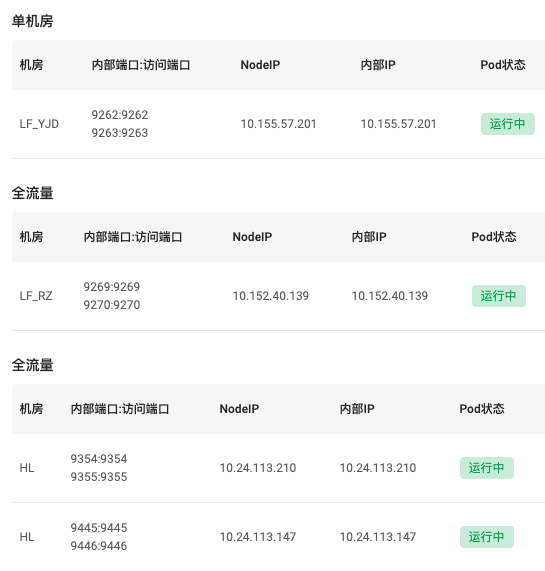 单机房
机房 内部端口:访问端口 NodeIP 内部IP Pod状态
LF_YJD 9262:9262 10.155.57.201 10.155.57.201 运行中
9263:9263
全流量
机房 内部端口:访问端口 NodeIP 内部IP Pod状态
LF_RZ 9269:9269 10.152.40.139 10.152.40.139 运行中
9270:9270
全流量
机房 内部端口:访问端口 NodeIP 内部IP Pod状态
HL 9354:9354 10.24.113.210 10.24.113.210 运行中
9355:9355
HL 9445:9445 10.24.113.147 10.24.113.147 运行中
9446:9446